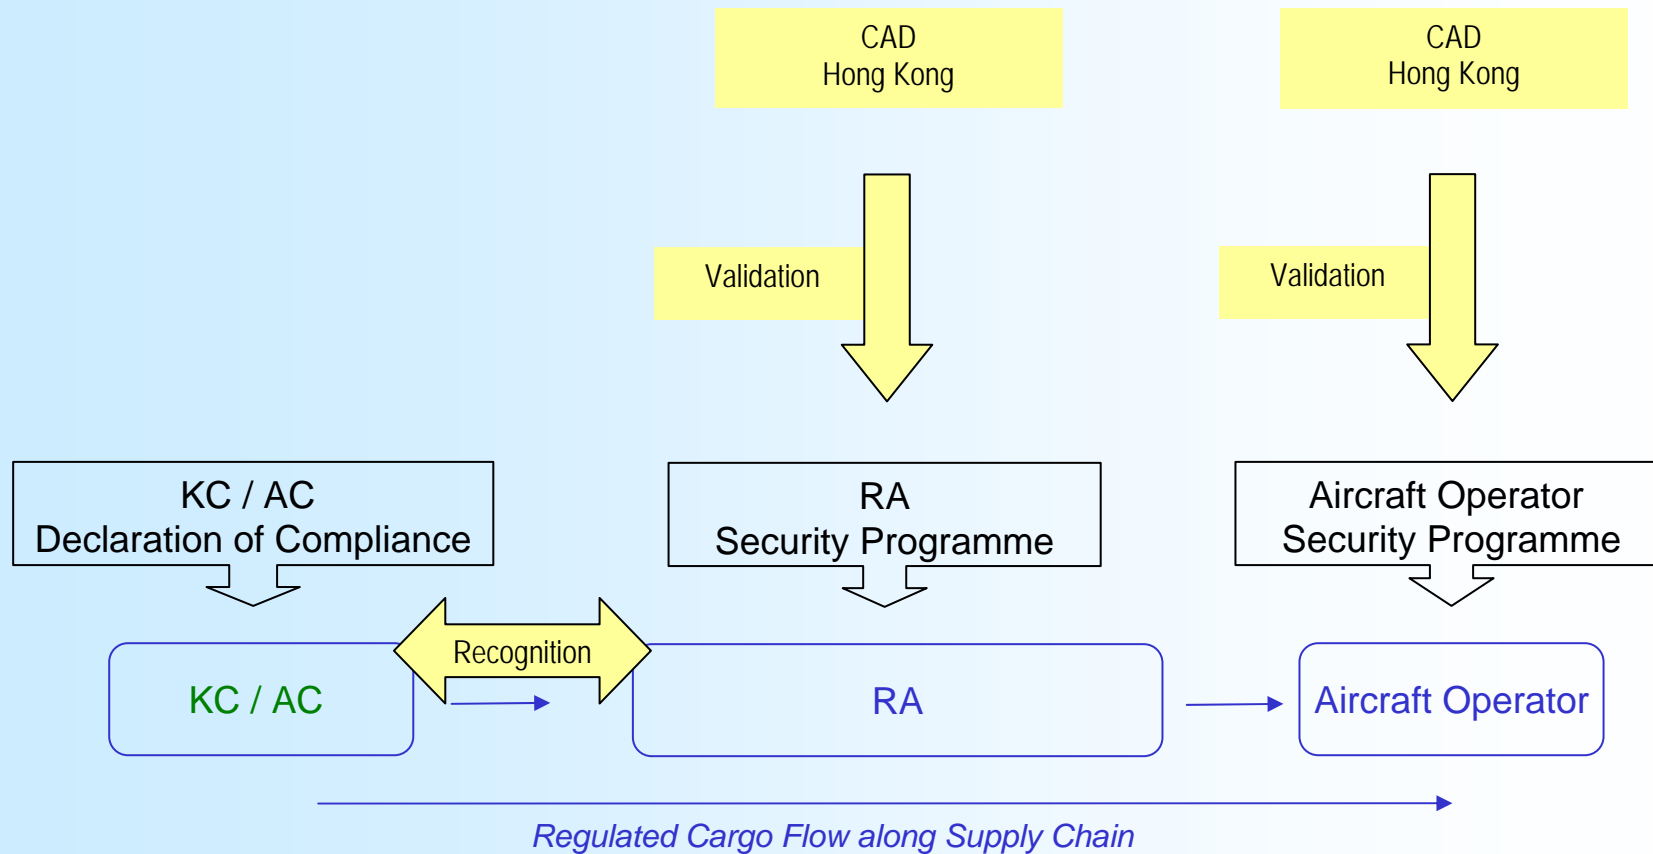 CAD
Hong Kong
CAD
Hong Kong
Validation
Validation
KC / AC
Declaration of Compliance
RA
Security Programme
Aircraft Operator
Security Programme
Recognition
KC / AC
RA
Aircraft Operator
Regulated Cargo Flow along Supply Chain